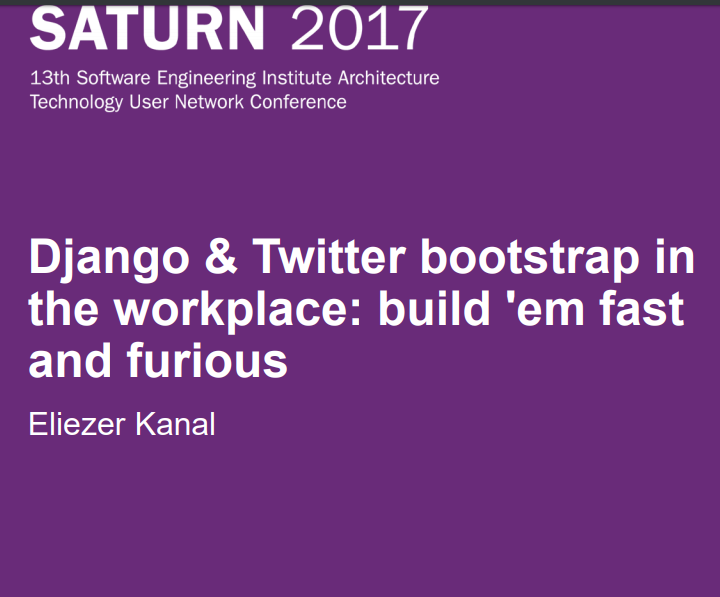 SATURN 2017
13th Software Engineering Institute Architecture
Technology User Network Conference
Django & Twitter bootstrap in
the workplace: build 'em fast
and furious
Eliezer Kanal